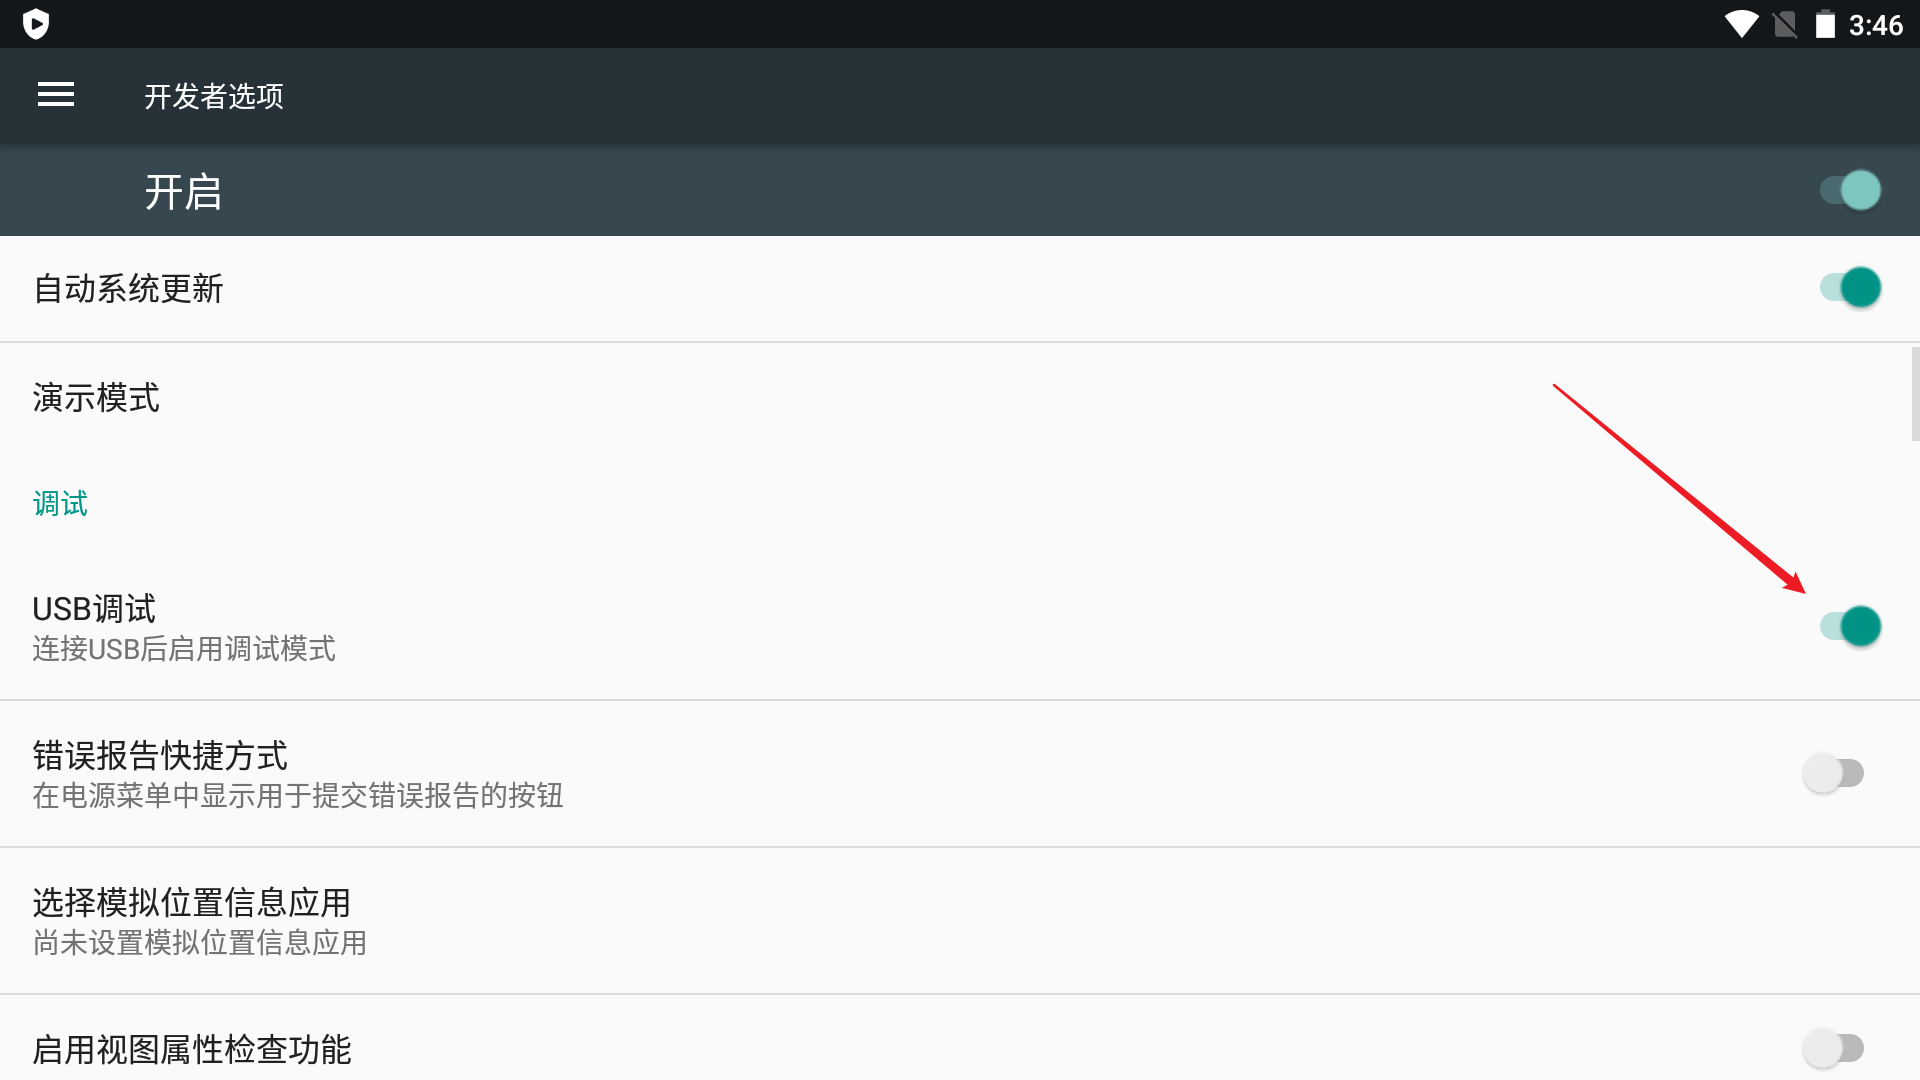 3:46
开发者选项
开启
自动系统更新
演示模式
调试
USB调试
连接USB后启用调试模式
错误报告快捷方式
在电源菜单中显示用于提交错误报告的按钮
选择模拟位置信息应用
尚未设置模拟位置信息应用
启用视图属性检查功能